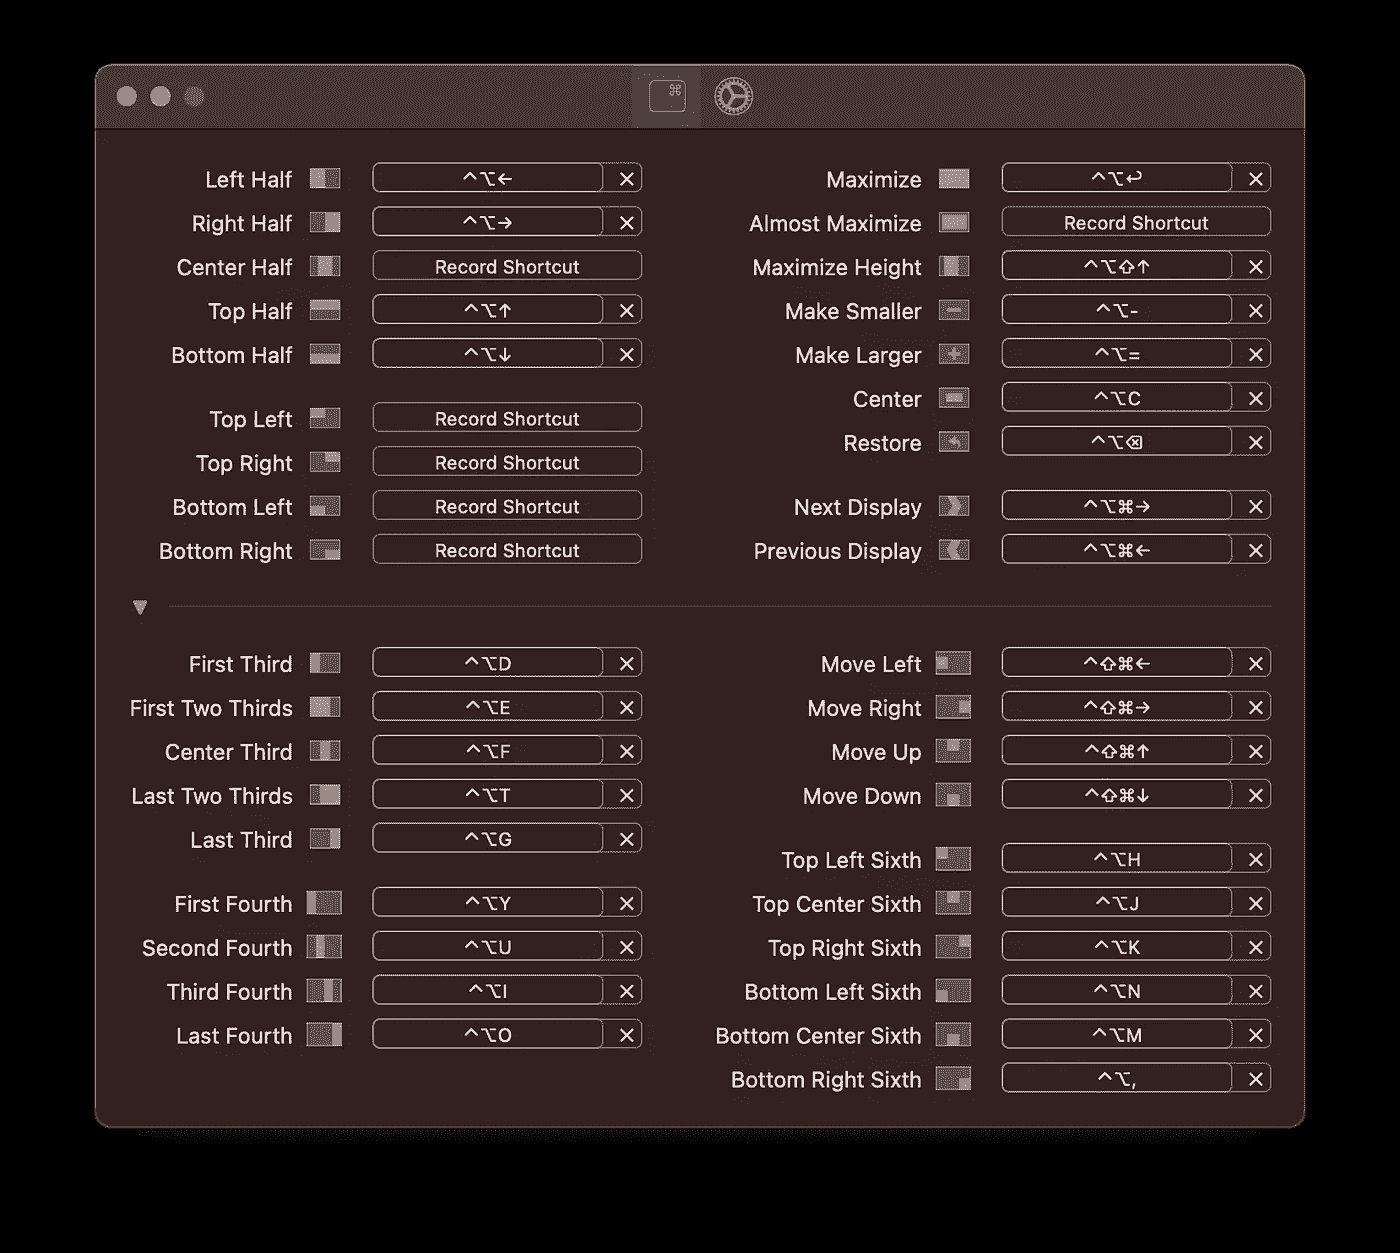 ⌘
Left Half ^⌥←
Right Half ^⌥→
Center Half Record Shortcut
Top Half ^⌥↑
Bottom Half ^⌥↓
Top Left Record Shortcut
Top Right Record Shortcut
Bottom Left Record Shortcut
Bottom Right Record Shortcut
Maximize ^⌥↩
Almost Maximize Record Shortcut
Maximize Height ^⌥⇧↑
Make Smaller ^⌥-
Make Larger ^⌥=
Center ^⌥C
Restore ^⌥⌫
Next Display ^⌥⌘→
Previous Display ^⌥⌘←
First Third ^⌥D
First Two Thirds ^⌥E
Center Third ^⌥F
Last Two Thirds ^⌥T
Last Third ^⌥G
First Fourth ^⌥Y
Second Fourth ^⌥U
Third Fourth ^⌥I
Last Fourth ^⌥O
Move Left ^⇧⌘←
Move Right ^⇧⌘→
Move Up ^⇧⌘↑
Move Down ^⇧⌘↓
Top Left Sixth ^⌥H
Top Center Sixth ^⌥J
Top Right Sixth ^⌥K
Bottom Left Sixth ^⌥N
Bottom Center Sixth ^⌥M
Bottom Right Sixth ^⌥,